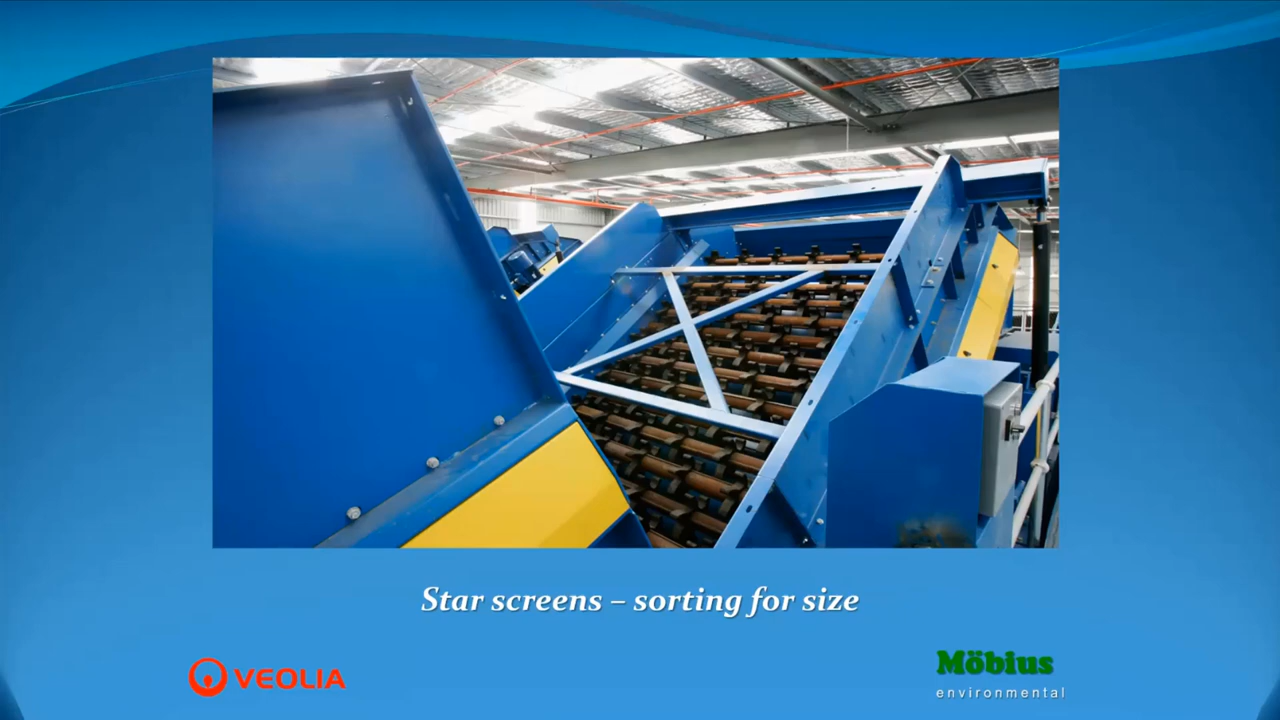 Star screens – sorting for size
VEOLIA
Möbius
environmental